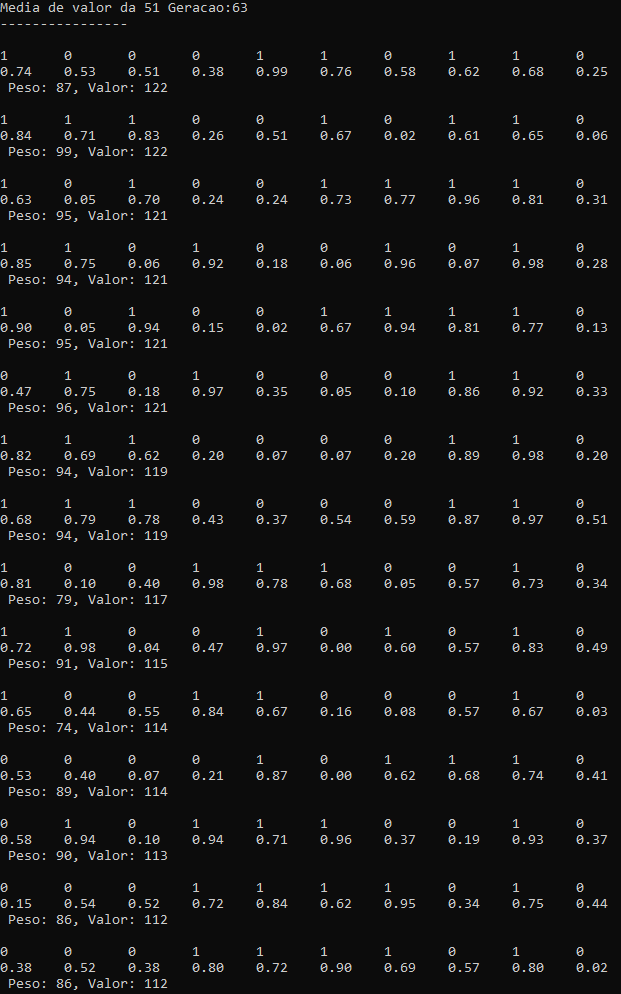 Media de valor da 51 Geracao:63
----------------
1 0 0 0 1 1 0 1 1 0
0.74 0.53 0.51 0.38 0.99 0.76 0.58 0.62 0.68 0.25
Peso: 87, Valor: 122
1 1 1 0 0 1 0 1 1 0
0.84 0.71 0.83 0.26 0.51 0.67 0.02 0.61 0.65 0.06
Peso: 99, Valor: 122
1 0 1 0 0 1 1 1 1 0
0.63 0.05 0.70 0.24 0.24 0.73 0.77 0.96 0.81 0.31
Peso: 95, Valor: 121
1 1 0 1 0 0 1 0 1 0
0.85 0.75 0.06 0.92 0.18 0.06 0.96 0.07 0.98 0.28
Peso: 94, Valor: 121
1 0 1 0 0 1 1 1 1 0
0.90 0.05 0.94 0.15 0.02 0.67 0.94 0.81 0.77 0.13
Peso: 95, Valor: 121
0 1 0 1 0 0 0 1 1 0
0.47 0.75 0.18 0.97 0.35 0.05 0.10 0.86 0.92 0.33
Peso: 96, Valor: 121
1 1 1 0 0 0 0 1 1 0
0.82 0.69 0.62 0.20 0.07 0.07 0.20 0.89 0.98 0.20
Peso: 94, Valor: 119
1 1 1 0 0 0 0 1 1 0
0.68 0.79 0.78 0.43 0.37 0.54 0.59 0.87 0.97 0.51
Peso: 94, Valor: 119
1 0 0 1 1 1 0 0 1 0
0.81 0.10 0.40 0.98 0.78 0.68 0.05 0.57 0.73 0.34
Peso: 79, Valor: 117
1 1 0 0 1 0 1 0 1 0
0.72 0.98 0.04 0.47 0.97 0.00 0.60 0.57 0.83 0.49
Peso: 91, Valor: 115
1 0 0 1 1 0 0 0 1 0
0.65 0.44 0.55 0.84 0.67 0.16 0.08 0.57 0.67 0.03
Peso: 74, Valor: 114
0 0 0 0 1 0 1 1 1 0
0.53 0.40 0.07 0.21 0.87 0.00 0.62 0.68 0.74 0.41
Peso: 89, Valor: 114
0 1 0 1 1 1 0 0 1 0
0.58 0.94 0.10 0.94 0.71 0.96 0.37 0.19 0.93 0.37
Peso: 90, Valor: 113
0 0 0 1 1 1 1 0 1 0
0.15 0.54 0.52 0.72 0.84 0.62 0.95 0.34 0.75 0.44
Peso: 86, Valor: 112
0 0 0 1 1 1 1 0 1 0
0.38 0.52 0.38 0.80 0.72 0.90 0.69 0.57 0.80 0.02
Peso: 86, Valor: 112